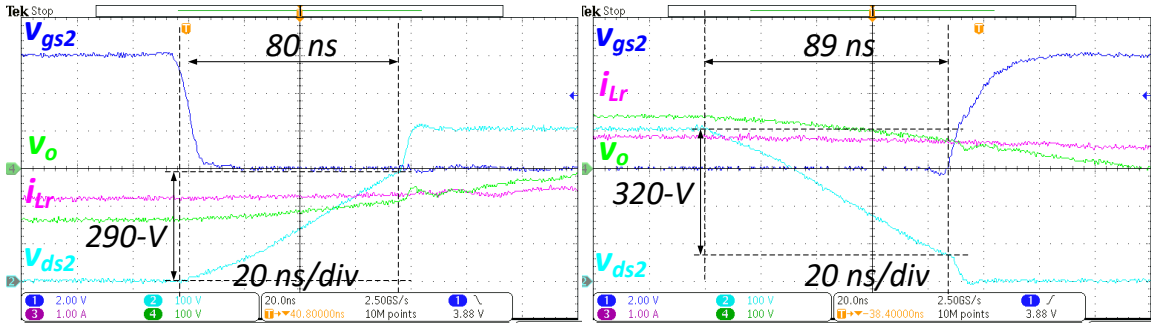 Tek Stop
vgs2
80 ns
vo
iLr
290-V
vds2
20 ns/div
1 2.00 V 2 100 V 20.0ns 2.50GS/s 1 \
3 1.00 A 4 100 V T→▼40.80000ns 10M points 3.88 V
Tek Stop
vgs2
89 ns
iLr
vo
320-V
vds2
20 ns/div
1 2.00 V 2 100 V 20.0ns 2.50GS/s 1 \
3 1.00 A 4 100 V T→▼-38.40000ns 10M points 3.88 V